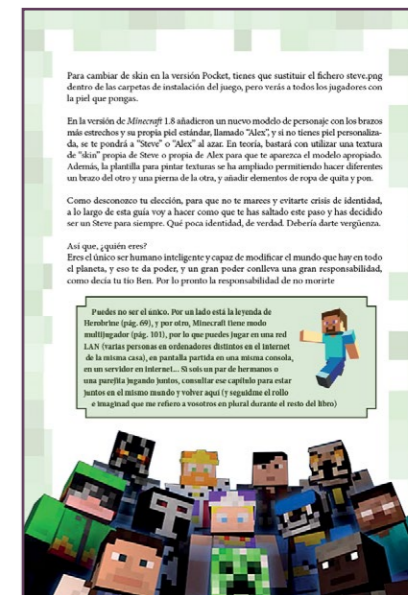 Para cambiar de skin en la versión Pocket, tienes que sustituir el fichero steve.png
dentro de las carpetas de instalación del juego, pero verás a todos los jugadores con
la piel que pongas.
En la versión de Minecraft 1.8 añadieron un nuevo modelo de personaje con los brazos
más estrechos y su propia piel estándar, llamado “Alex”, y si no tienes piel personaliza-
da, se te pondrá a “Steve” o “Alex” al azar. En teoría, bastará con utilizar una textura
de “skin” propia de Steve o propia de Alex para que te aparezca el modelo apropiado.
Además, la plantilla para pintar texturas se ha ampliado permitiendo hacer diferentes
un brazo del otro y una pierna de la otra, y añadir elementos de ropa de quita y pon.
Como desconozco tu elección, para que no te marees y evitarte crisis de identidad,
a lo largo de esta guía voy a hacer como que te has saltado este paso y has decidido
ser un Steve para siempre. Qué poca identidad, de verdad. Debería darte vergüenza.
Así que, ¿quién eres?
Eres el único ser humano inteligente y capaz de modificar el mundo que hay en todo
el planeta, y eso te da poder, y un gran poder conlleva una gran responsabilidad,
como decía tu tío Ben. Por lo pronto la responsabilidad de no morirte
Puedes no ser el único. Por un lado está la leyenda de
Herobrine (pág. 69), y por otro, Minecraft tiene modo
multijugador (pág. 101), por lo que puedes jugar en una red
LAN (varias personas en ordenadores distintos en el internet
de la misma casa), en pantalla partida en una misma consola,
em un servidor en internet... Si sois un par de hermanos o
una parejita jugando juntos, consultar ese capítulo para estar
juntos en el mismo mundo y volver aquí (y seguidme el rollo
e imaginad que me refiero a vosotros en plural durante el resto del libro)